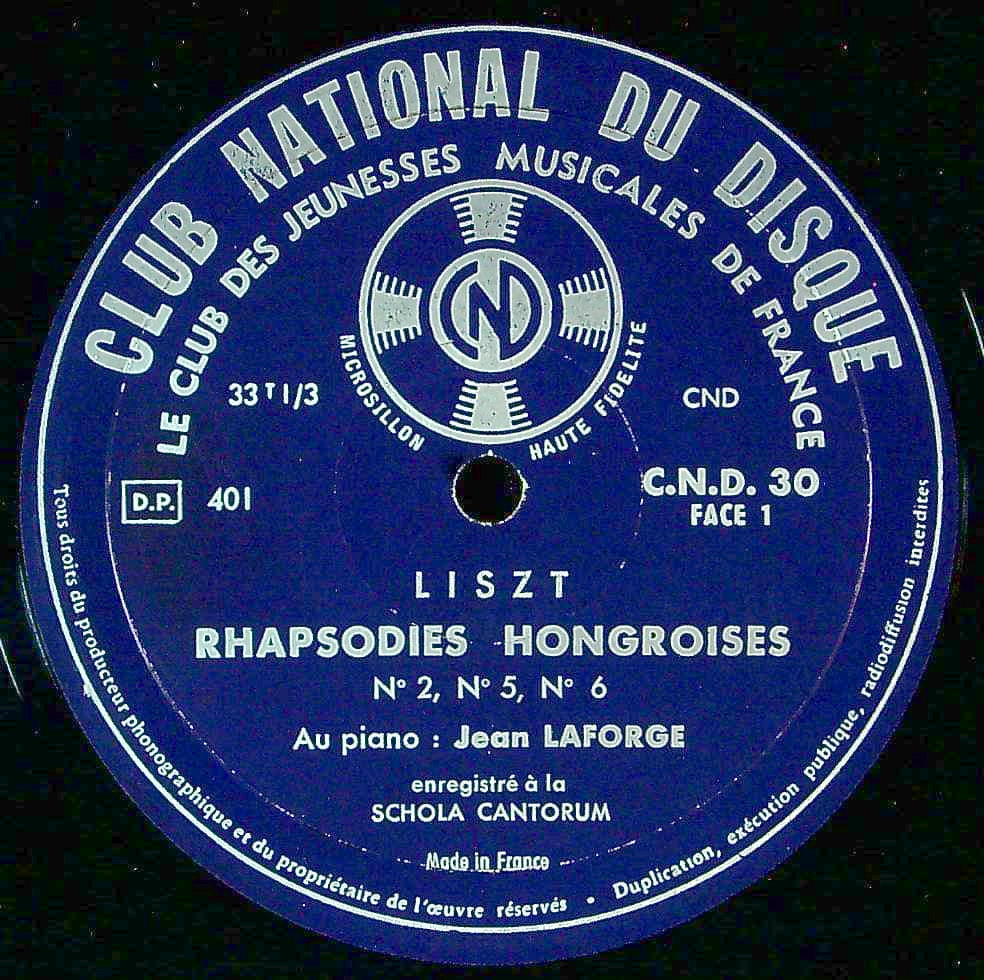 CLUB NATIONAL DU DISQUE
LE CLUB DES JEUNESSES MUSICALES DE FRANCE
CND
MICROSILLON HAUTE FIDELITE
33 T 1/3
CND
D.P. 401
C.N.D. 30
FACE 1
LISZT
RHAPSODIES HONGROISES
N° 2, N° 5, N° 6
Au piano : Jean LAFORGE
enregistré à la
SCHOLA CANTORUM
Made in France
Tous droits du producteur phonographique et du propriétaire de l'œuvre réservés • Duplication, exécution publique, radiodiffusion interdites